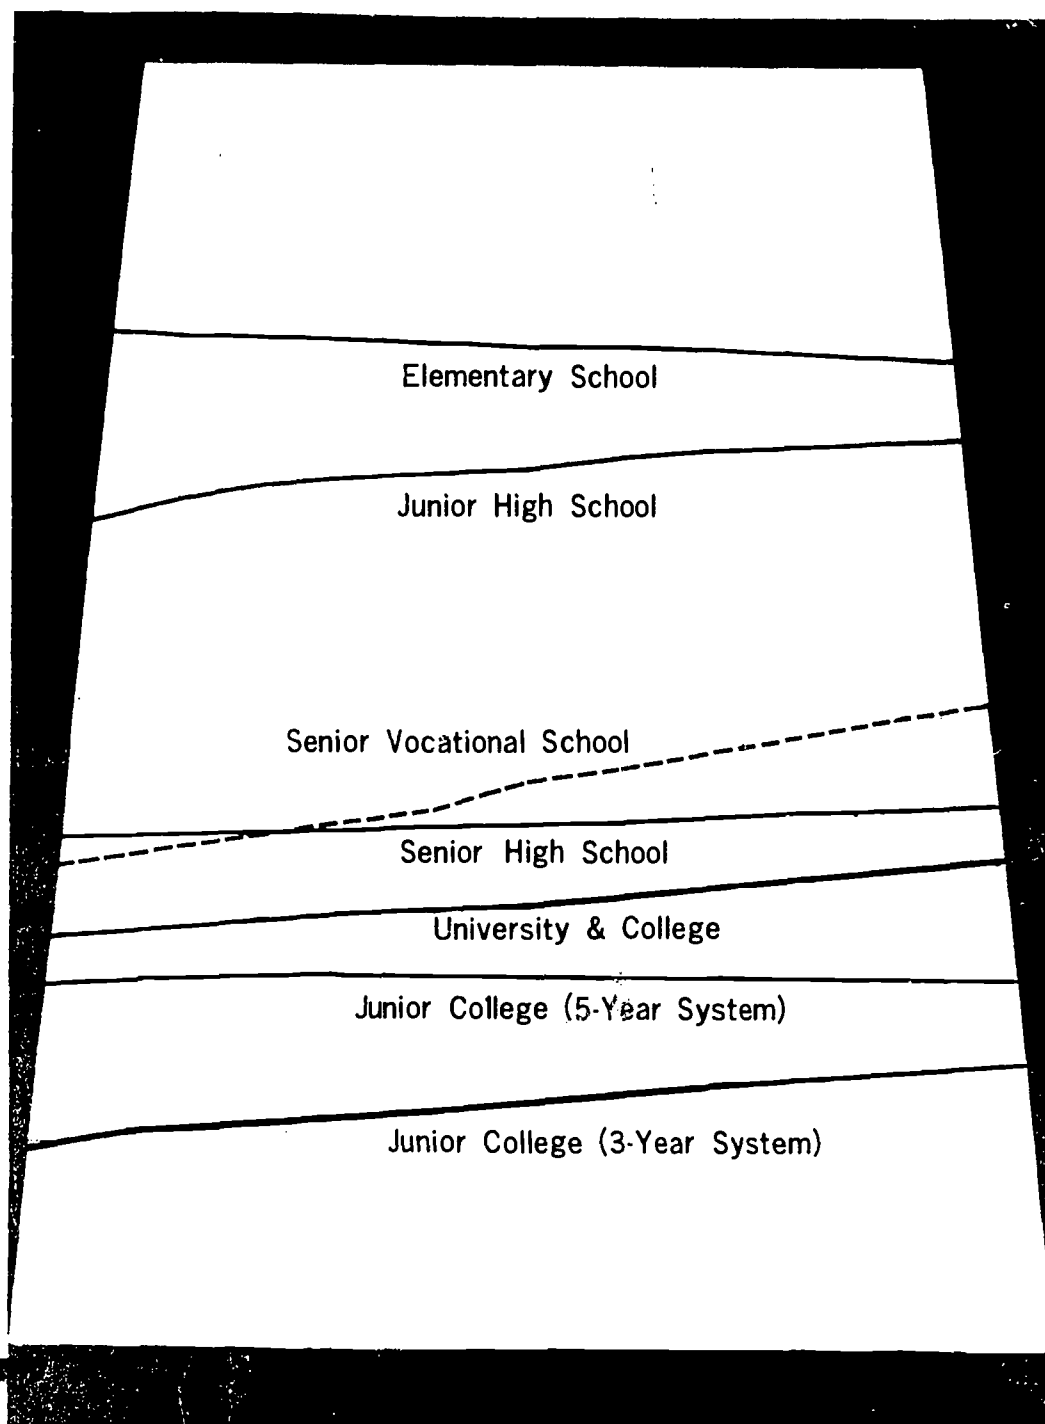 Elementary School
Junior High School
Senior Vocational School
Senior High School
University & College
Junior College (5-Year System)
Junior College (3-Year System)